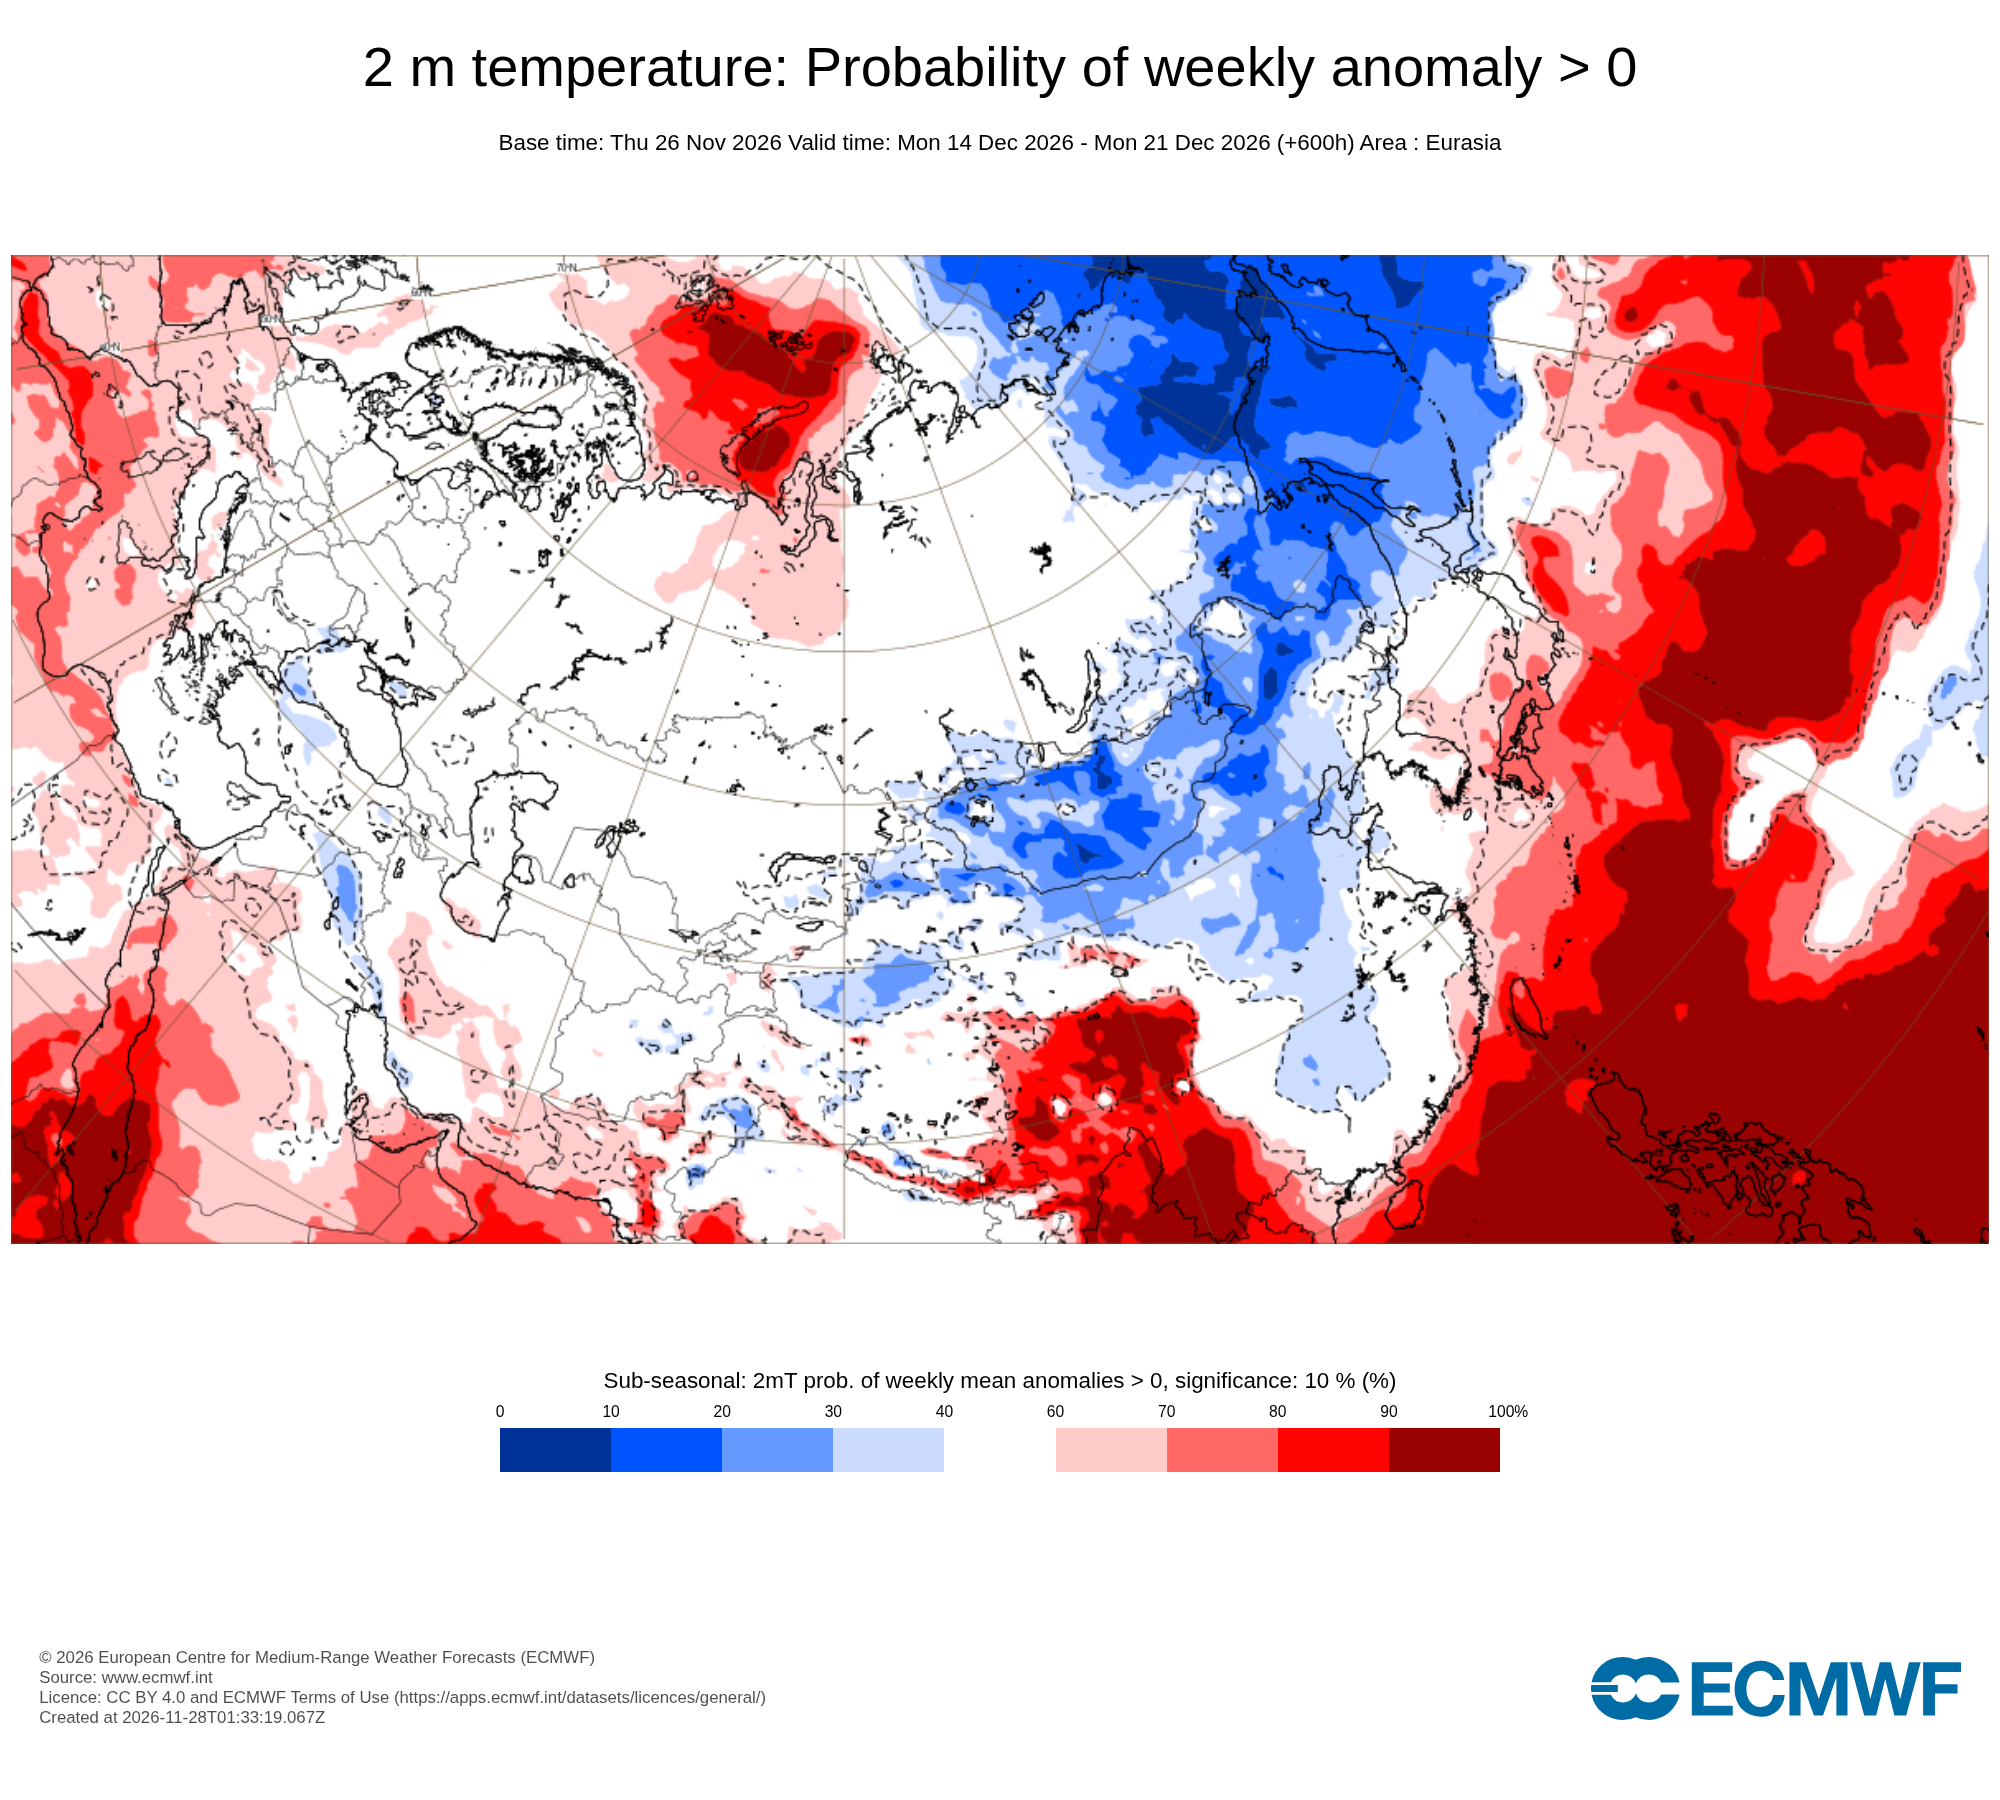 2 m temperature: Probability of weekly anomaly > 0
Base time: Thu 26 Nov 2026 Valid time: Mon 14 Dec 2026 - Mon 21 Dec 2026 (+600h) Area : Eurasia
70°N
60°N
50°N
40°N
Sub-seasonal: 2mT prob. of weekly mean anomalies > 0, significance: 10 % (%)
0 10 20 30 40 60 70 80 90 100%
© 2026 European Centre for Medium-Range Weather Forecasts (ECMWF)
Source: www.ecmwf.int
Licence: CC BY 4.0 and ECMWF Terms of Use (https://apps.ecmwf.int/datasets/licences/general/)
Created at 2026-11-28T01:33:19.067Z
ECMWF